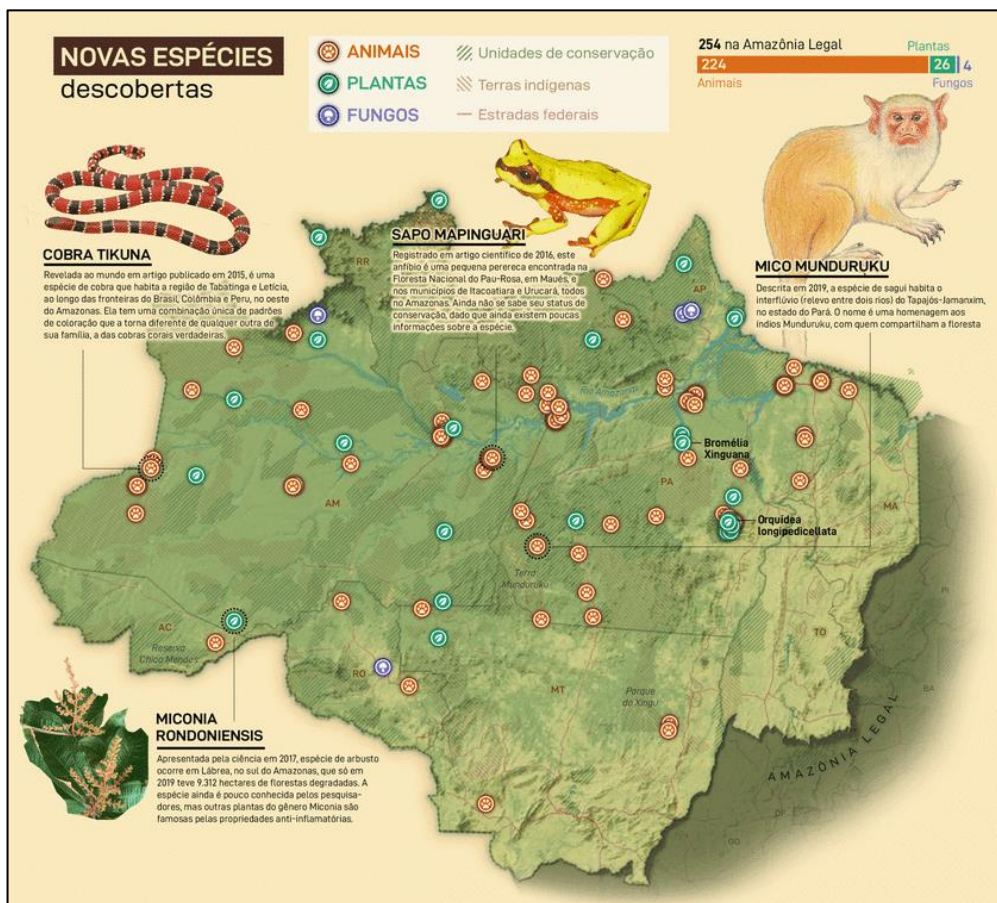 NOVAS ESPÉCIES
descobertas
ANIMAIS
PLANTAS
FUNGOS
Unidades de conservação
Terras indígenas
Estradas federais
254 na Amazônia Legal
Plantas
224
26
4
Animais
Fungos
COBRA TIKUNA
Revelada ao mundo em artigo publicado em 2015, é uma
espécie de cobra que habita a região de Tabatinga e Letícia,
ao longo das fronteiras do Brasil, Colômbia e Peru, no oeste
do Amazonas. Ela tem uma combinação única de padrões
de coloração que a torna diferente de qualquer outra de
sua família, a das cobras corais verdadeiras.
SAPO MAPINGUARI
Registrado em artigo científico de 2016, este
anfíbio é uma pequena perereca encontrada na
Floresta Nacional do Pau-Rosa, em Maués, e
nos municípios de Itacoatiara e Urucará, todos
no Amazonas. Ainda não se sabe seu status de
conservação, dado que ainda existem poucas
informações sobre a espécie.
MICO MUNDURUKU
Descrita em 2019, a espécie de sagui habita o
interflúvio (relevo entre dois rios) do Tapajós-Jamanxim,
no estado do Pará. O nome é uma homenagem aos
índios Munduruku, com quem compartilham a floresta
RR
AP
Rio Amazonas
Bromélia
Xinguana
PA
AM
MA
Orquídea
longipedicellata
Terra
Munduruku
AC
Reserva
Chico Mendes
RO
MT
TO
PI
Parque
do Xingu
BA
AMAZÔNIA LEGAL
DF
GO
MICONIA
RONDONIENSIS
Apresentada pela ciência em 2017, espécie de arbusto
ocorre em Lábrea, no sul do Amazonas, que só em
2019 teve 9.312 hectares de florestas degradadas. A
espécie ainda é pouco conhecida pelos pesquisa-
dores, mas outras plantas do gênero Miconia são
famosas pelas propriedades anti-inflamatórias.